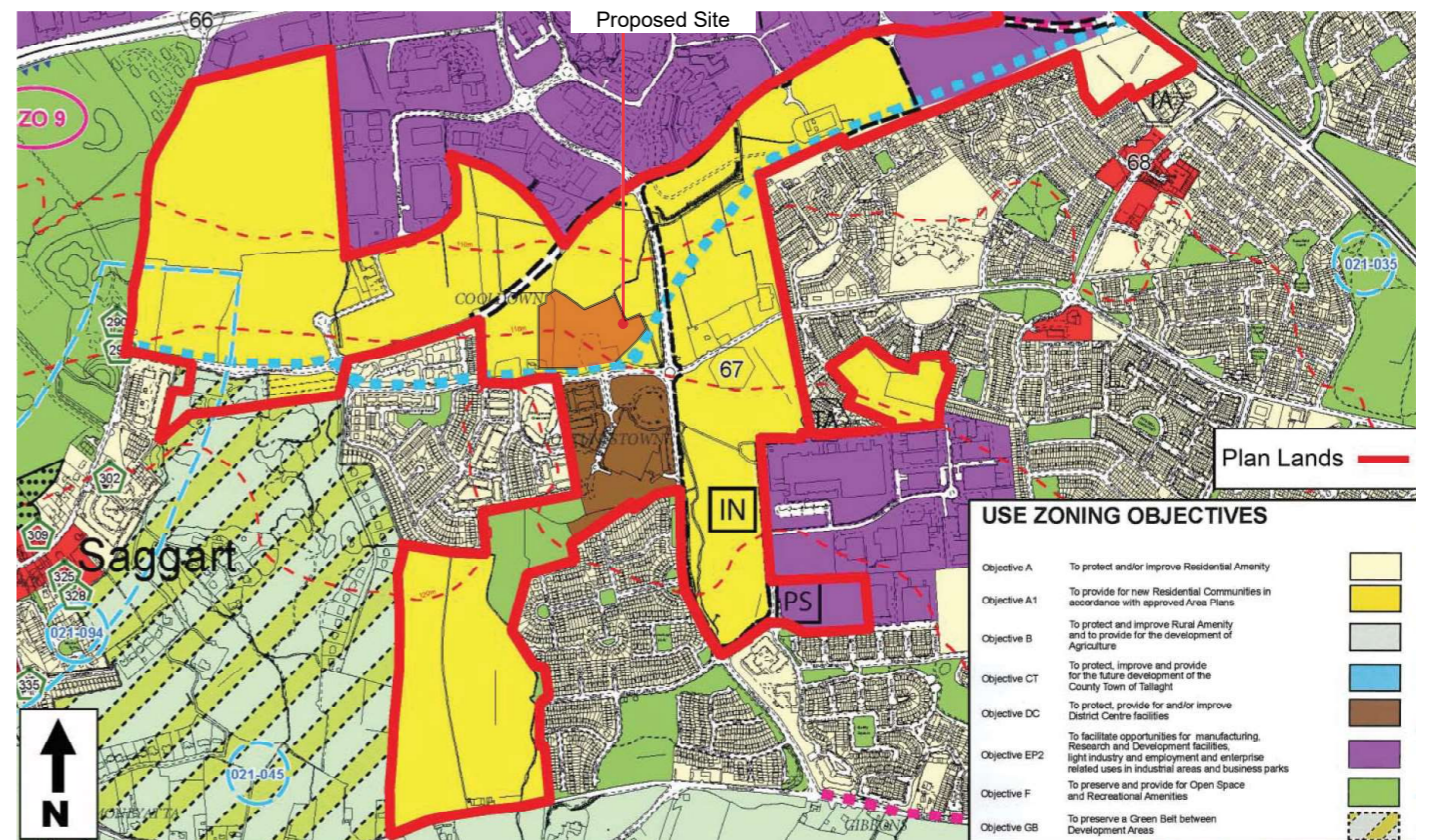 Proposed Site
66
ZO 9
TA
68
021-035
290
COOLDOWN
67
TA
302
IN
Plan Lands
309
Saggart
325
328
PS
021-094
335
021-045
N
GIBBONS
USE ZONING OBJECTIVES
Objective A To protect and/or improve Residential Amenity
Objective A1 To provide for new Residential Communities in
accordance with approved Area Plans
Objective B To protect and improve Rural Amenity
and to provide for the development of
Agriculture
Objective CT To protect, improve and provide
for the future development of the
County Town of Tallaght
Objective DC To protect, provide for and/or improve
District Centre facilities
Objective EP2 To facilitate opportunities for manufacturing,
Research and Development facilities,
light industry and employment and enterprise
related uses in industrial areas and business parks
Objective F To preserve and provide for Open Space
and Recreational Amenities
Objective GB To preserve a Green Belt between
Development Areas